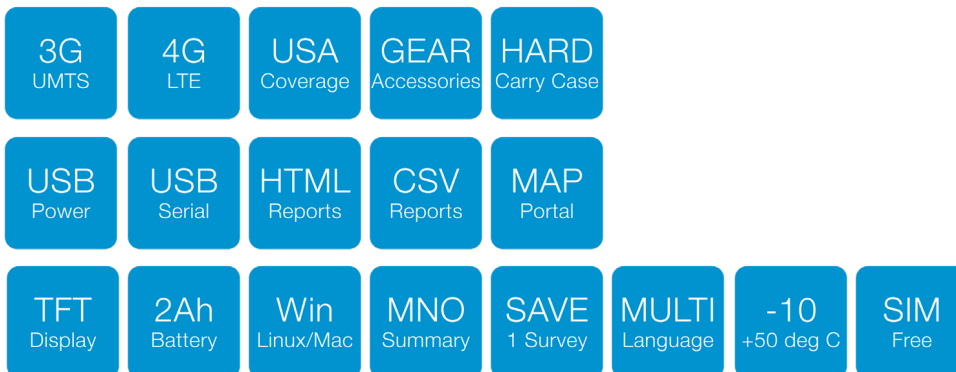 3G
UMTS
4G
LTE
USA
Coverage
GEAR
Accessories
HARD
Carry Case
USB
Power
USB
Serial
HTML
Reports
CSV
Reports
MAP
Portal
TFT
Display
2Ah
Battery
Win
Linux/Mac
MNO
Summary
SAVE
1 Survey
MULTI
Language
-10
+50 deg C
SIM
Free